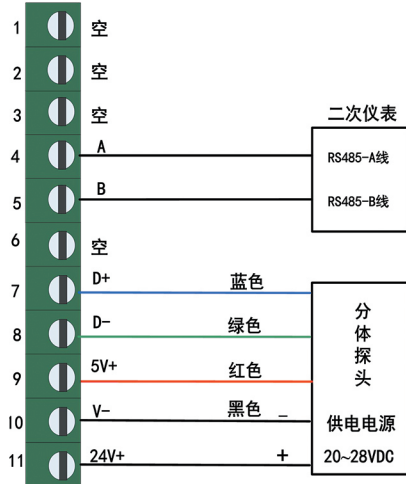 1 空
2 空
3 空
二次仪表
4 A RS485-A线
5 B RS485-B线
6 空
7 D+ 蓝色
8 D- 绿色
9 5V+ 红色
分体探头
10 V- 黑色 - 供电电源
11 24V+ + 20~28VDC